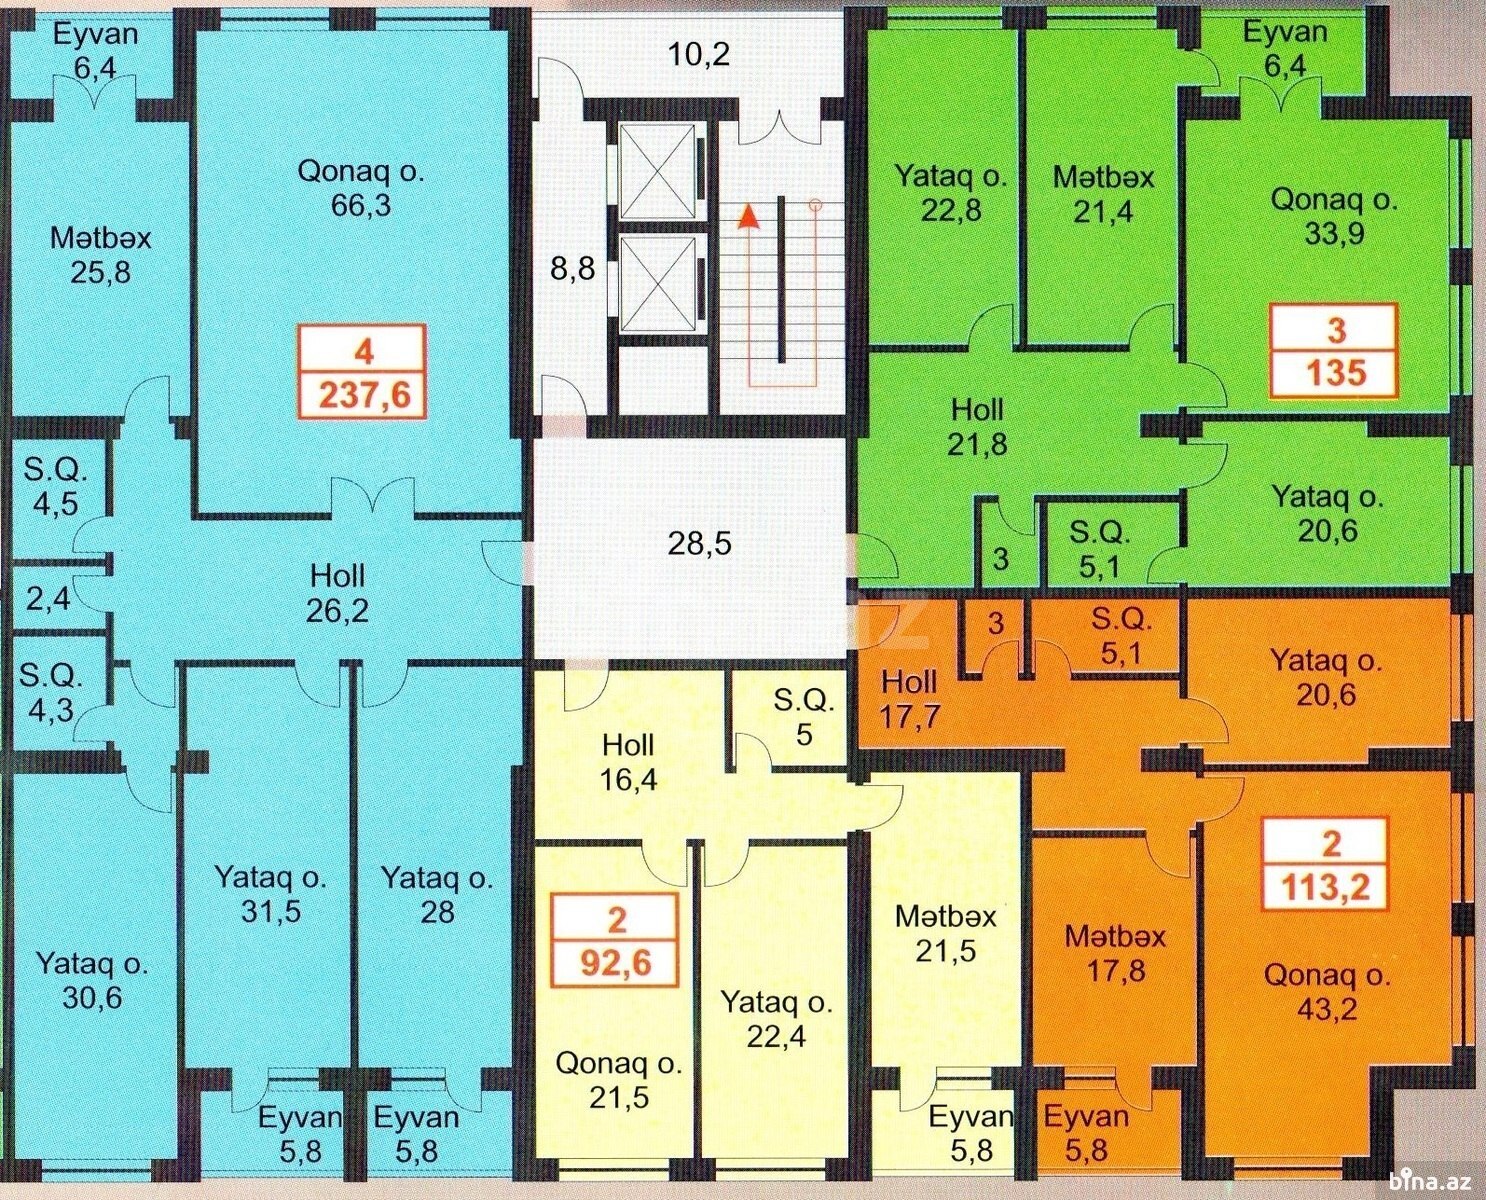 Eyvan
6,4
Mətbəx
25,8
Qonaq o.
66,3
4
237,6
S.Q.
4,5
2,4
S.Q.
4,3
Holl
26,2
Yataq o.
30,6
Yataq o.
31,5
Yataq o.
28
Eyvan
5,8
Eyvan
5,8
10,2
8,8
28,5
Holl
16,4
S.Q.
5
2
92,6
Qonaq o.
21,5
Yataq o.
22,4
Mətbəx
21,5
Eyvan
5,8
Yataq o.
22,8
Mətbəx
21,4
Eyvan
6,4
Qonaq o.
33,9
3
135
Holl
21,8
3
S.Q.
5,1
Yataq o.
20,6
Holl
17,7
3
S.Q.
5,1
Yataq o.
20,6
2
113,2
Mətbəx
17,8
Qonaq o.
43,2
Eyvan
5,8
bina.az